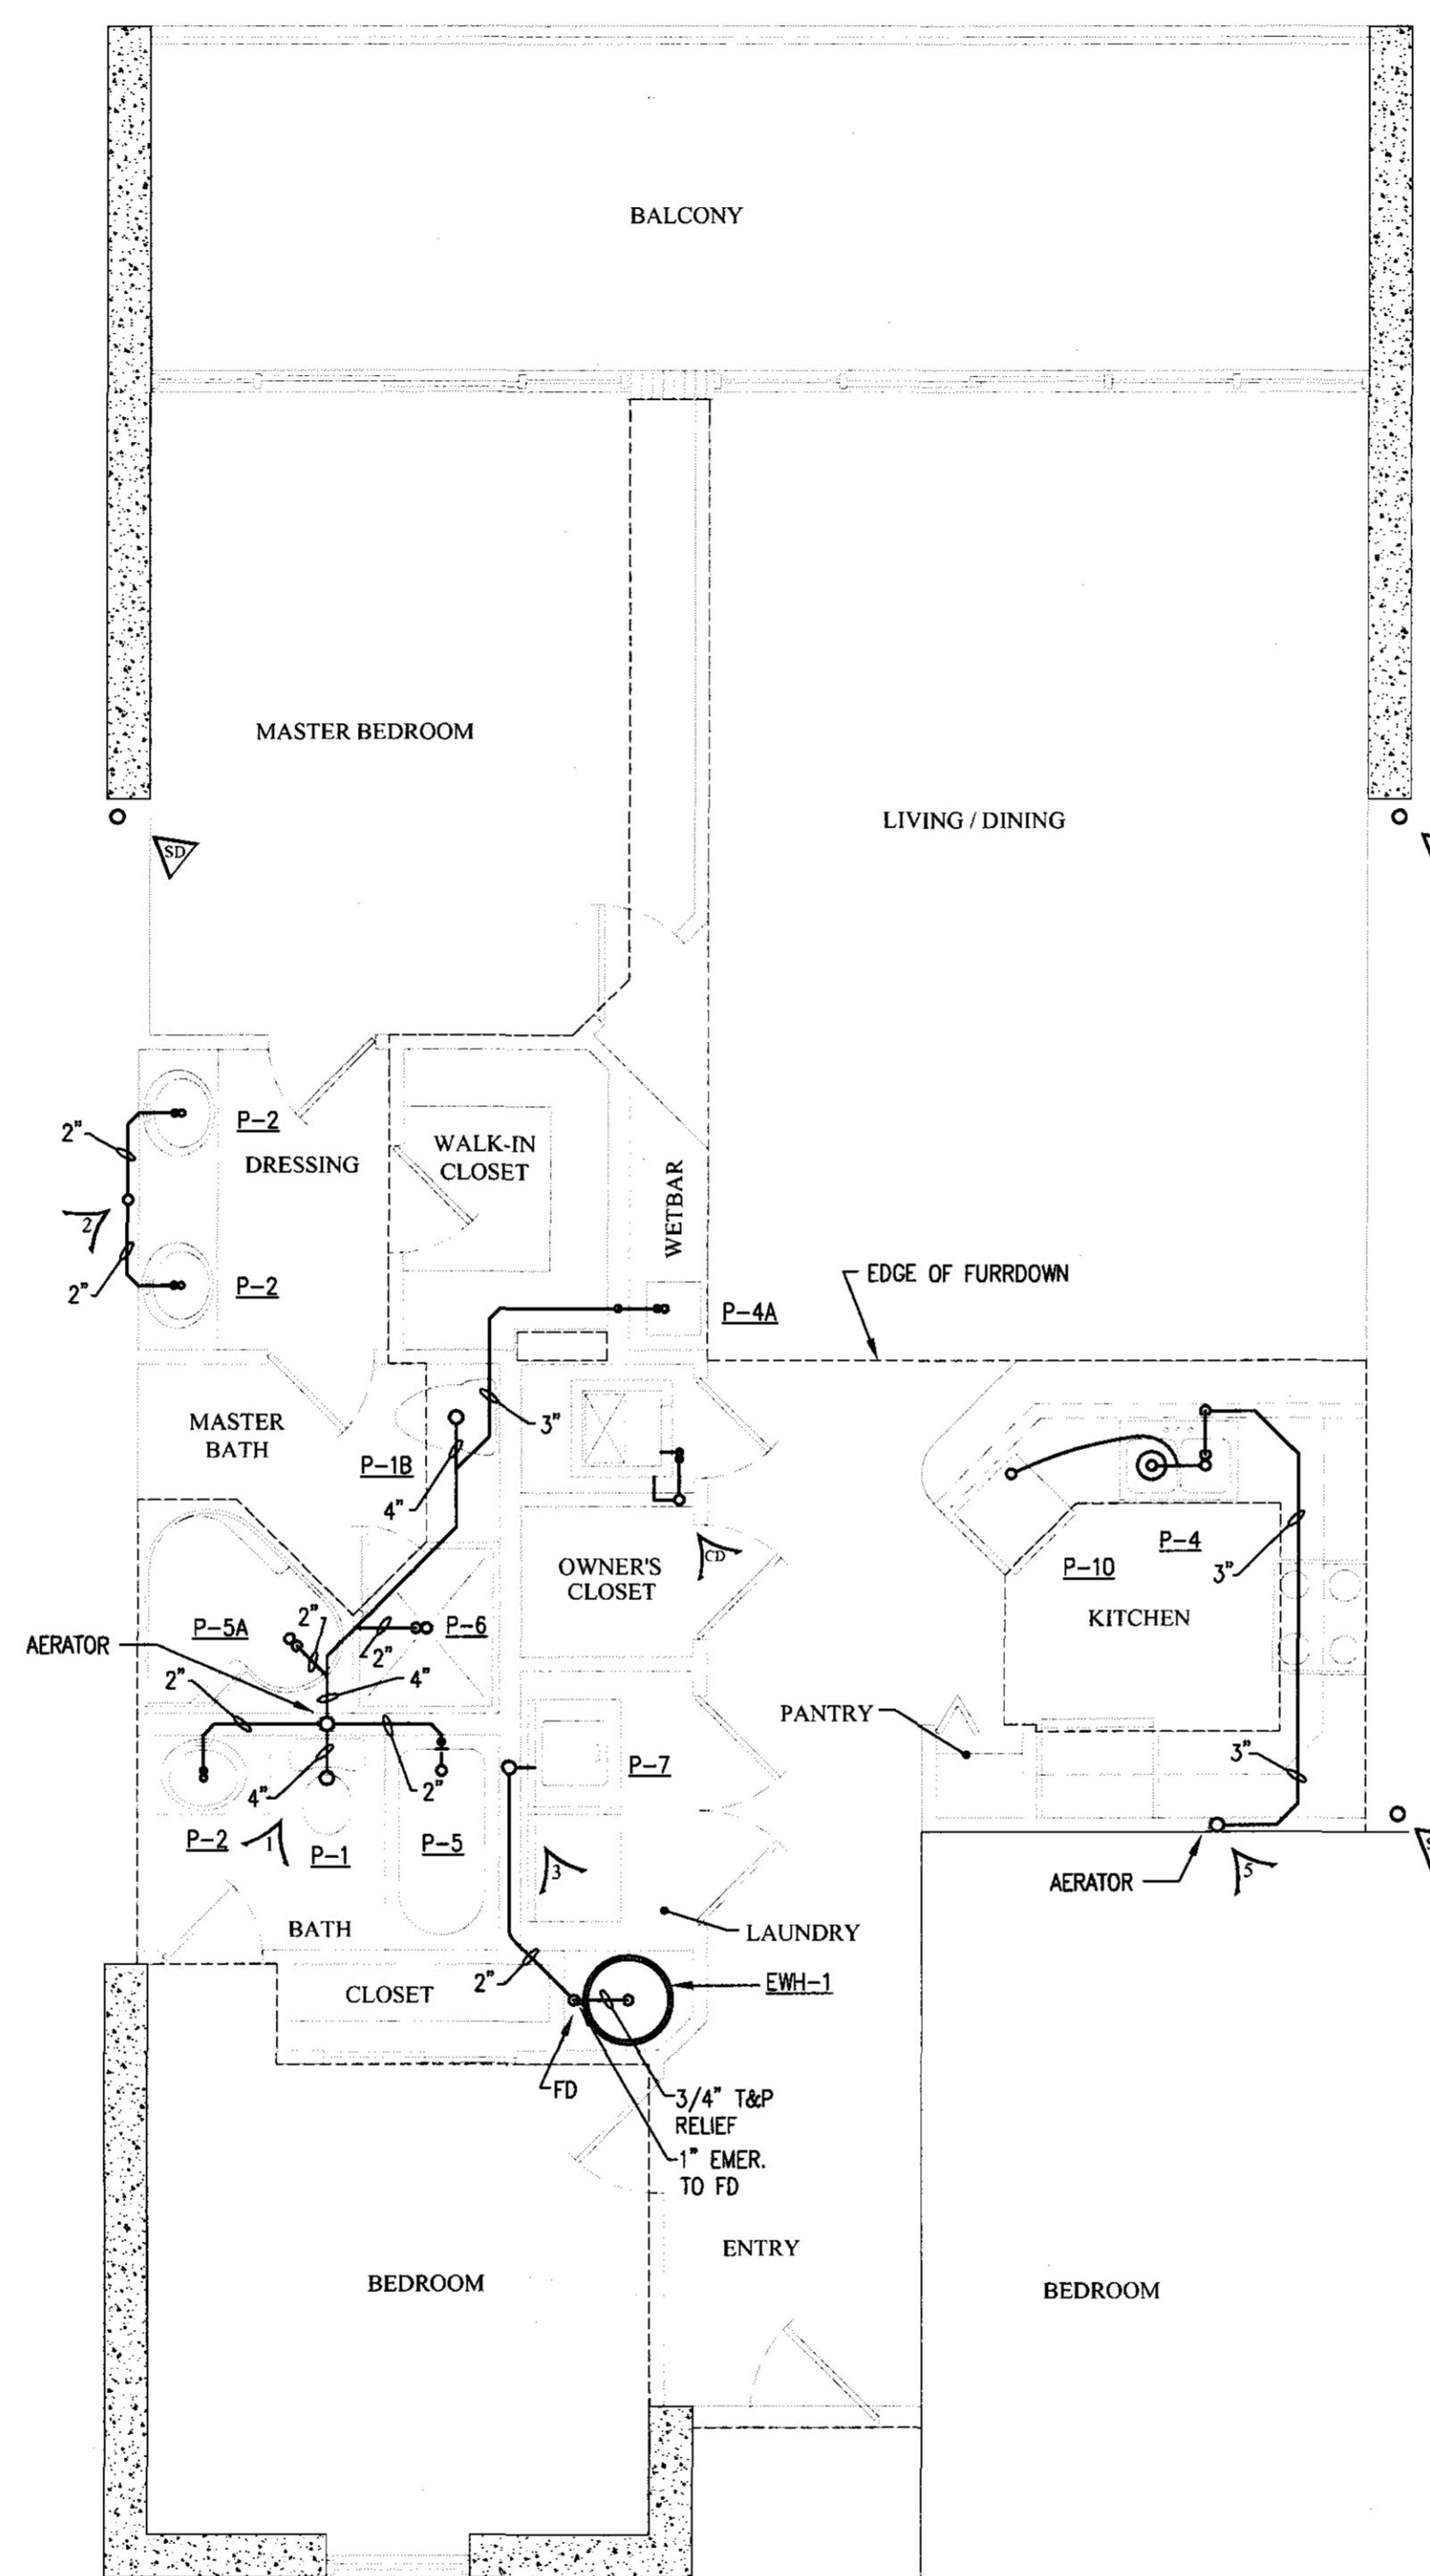 BALCONY
MASTER BEDROOM
LIVING / DINING
SD
P-2
2"
DRESSING
WALK-IN
CLOSET
WETBAR
2
2"
P-2
EDGE OF FURRDOWN
P-4A
MASTER
BATH
3"
P-1B
4"
OWNER'S
CLOSET
CD
P-4
P-10
3"
KITCHEN
P-5A
2"
P-6
2"
AERATOR
2"
4"
PANTRY
3"
P-7
4"
2"
P-2
1
P-1
P-5
3
AERATOR
5
BATH
LAUNDRY
2"
CLOSET
EWH-1
FD
3/4" T&P
RELIEF
1" EMER.
TO FD
ENTRY
BEDROOM
BEDROOM